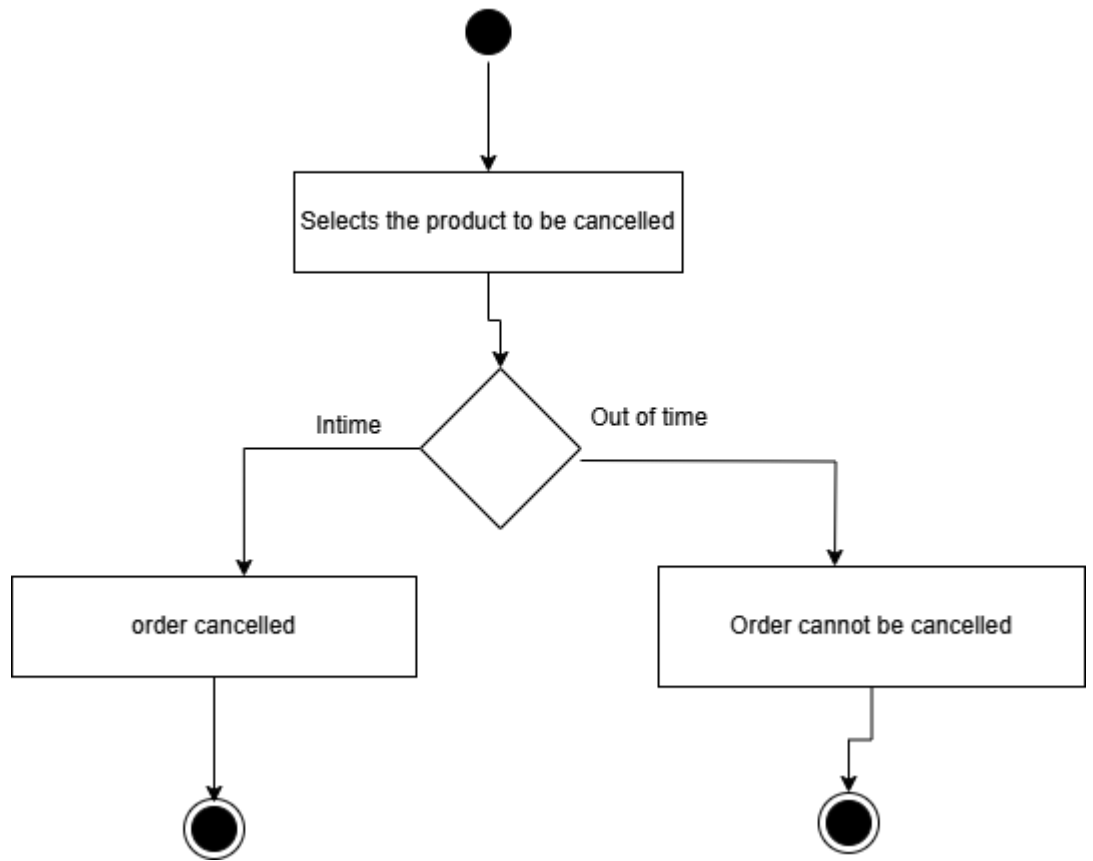 Selects the product to be cancelled
Intime
Out of time
order cancelled
Order cannot be cancelled